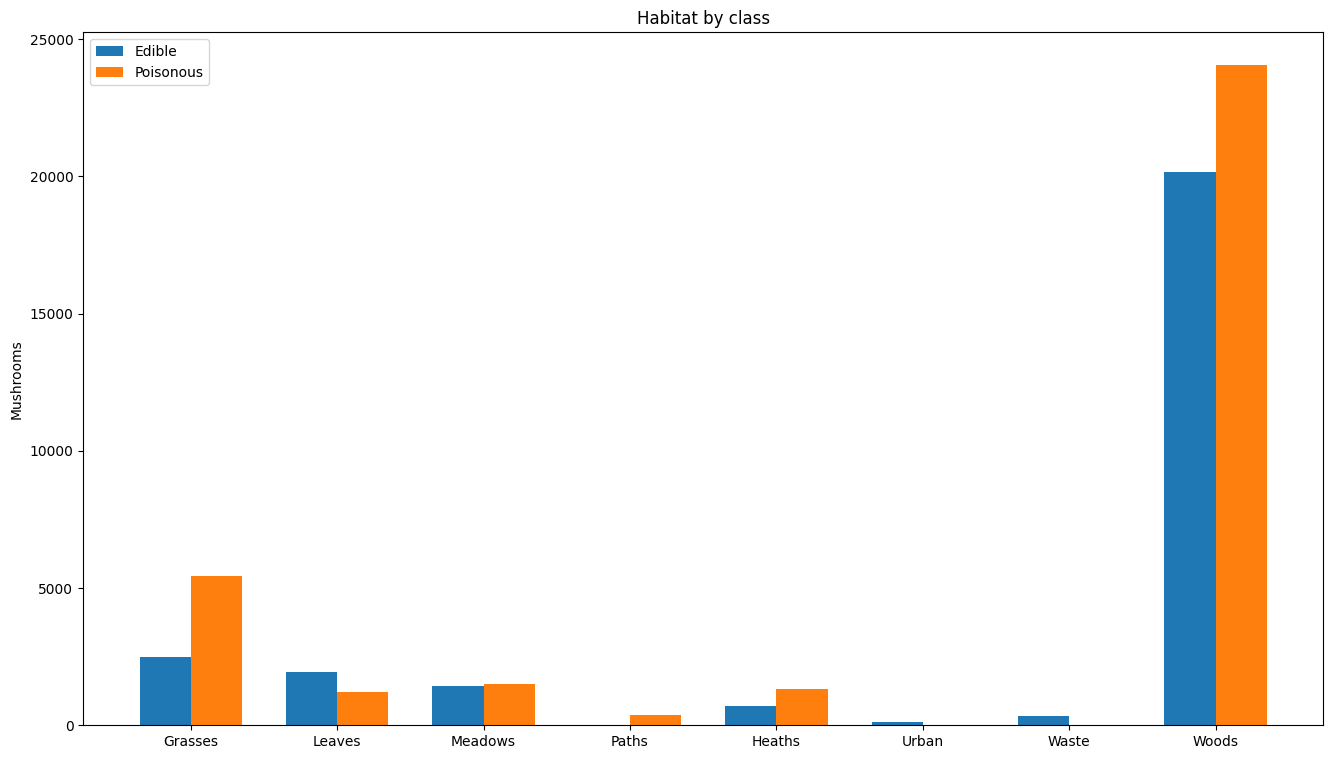 Habitat by class
Edible
Poisonous
25000
20000
15000
10000
5000
0
Mushrooms
Grasses Leaves Meadows Paths Heaths Urban Waste Woods